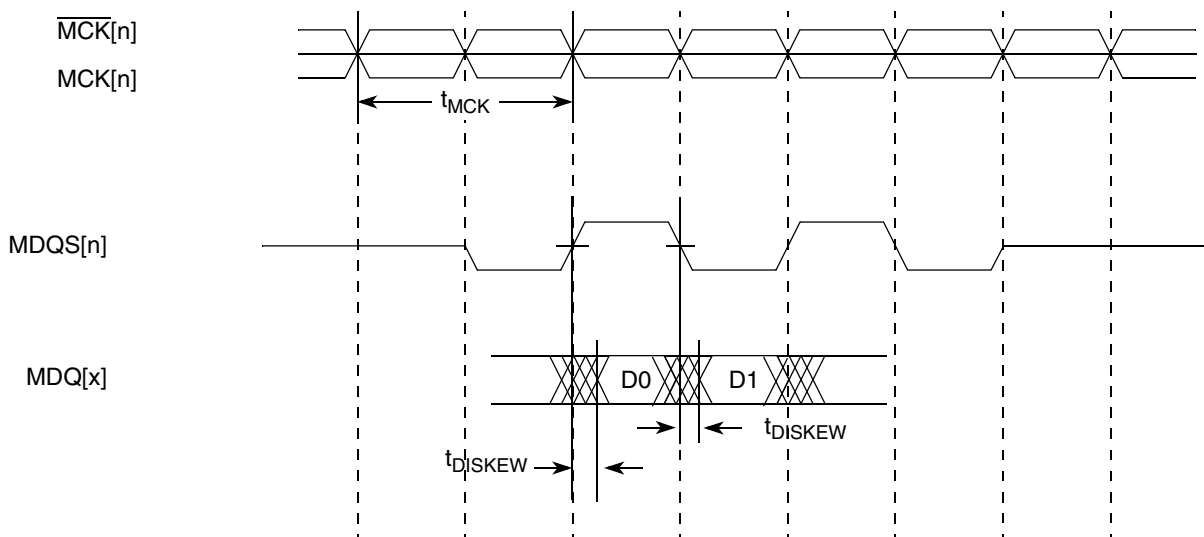 MCK[n]
MCK[n]
tMCK
MDQS[n]
MDQ[x]
D0
D1
tDISKEW
tDISKEW